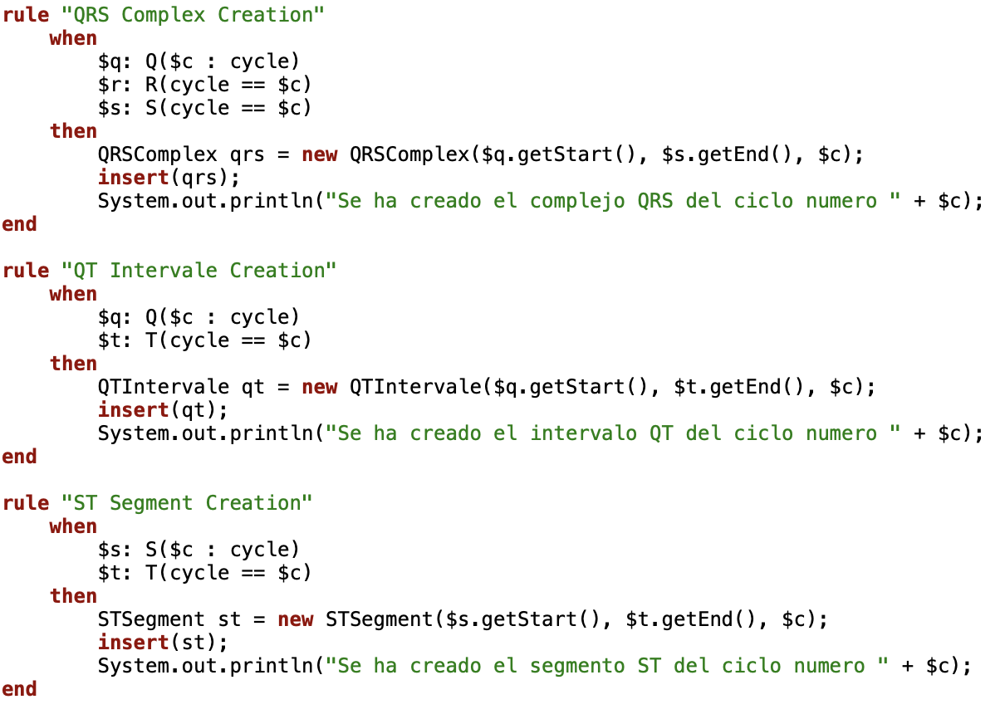 rule "QRS Complex Creation"
    when
        $q: Q($c : cycle)
        $r: R(cycle == $c)
        $s: S(cycle == $c)
    then
        QRSComplex qrs = new QRSComplex($q.getStart(), $s.getEnd(), $c);
        insert(qrs);
        System.out.println("Se ha creado el complejo QRS del ciclo numero " + $c);
end

rule "QT Intervale Creation"
    when
        $q: Q($c : cycle)
        $t: T(cycle == $c)
    then
        QTIntervale qt = new QTIntervale($q.getStart(), $t.getEnd(), $c);
        insert(qt);
        System.out.println("Se ha creado el intervalo QT del ciclo numero " + $c);
end

rule "ST Segment Creation"
    when
        $s: S($c : cycle)
        $t: T(cycle == $c)
    then
        STSegment st = new STSegment($s.getStart(), $t.getEnd(), $c);
        insert(st);
        System.out.println("Se ha creado el segmento ST del ciclo numero " + $c);
end